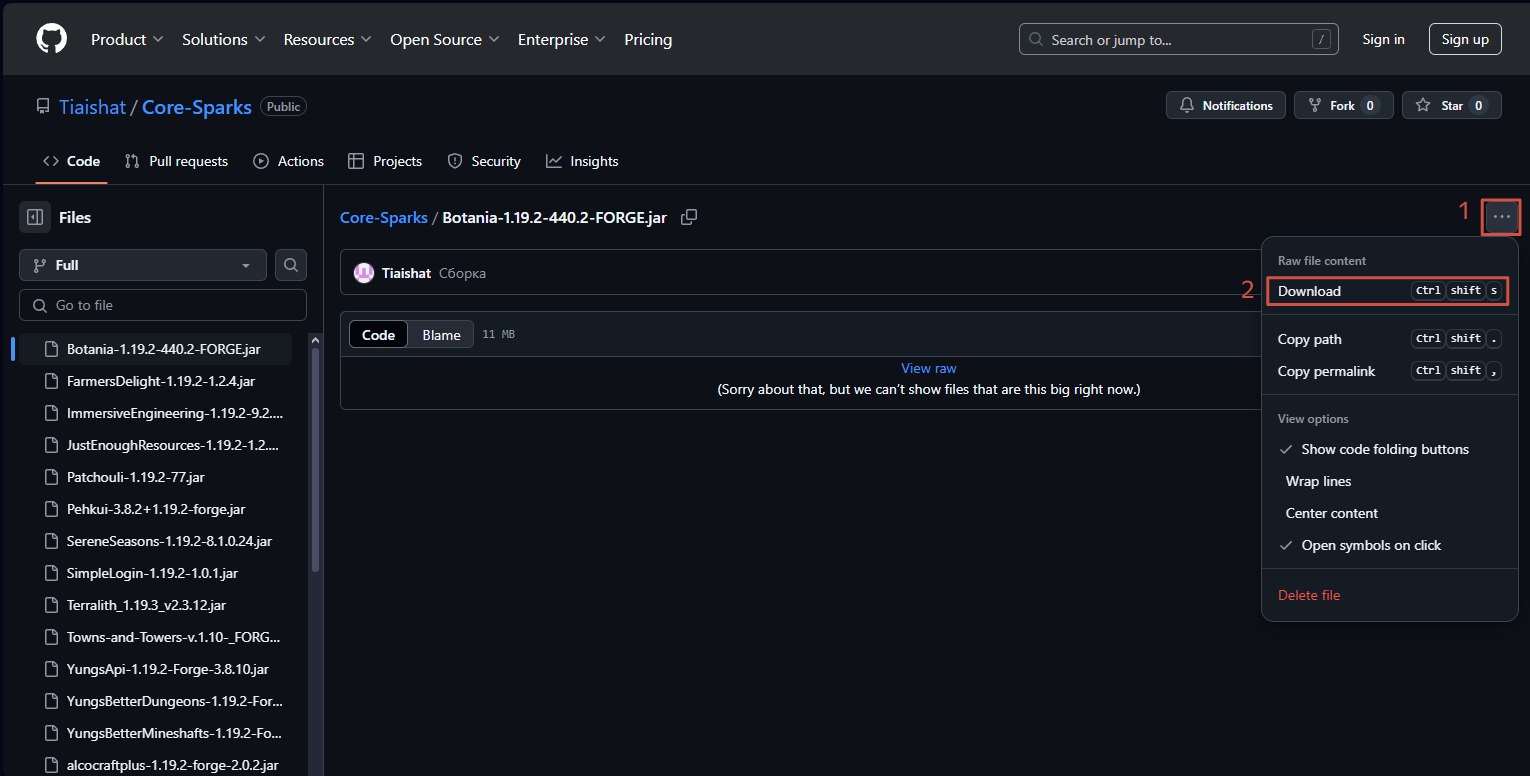 Product Solutions Resources Open Source Enterprise Pricing Search or jump to... / Sign in Sign up
Tiaishat / Core-Sparks Public Notifications Fork 0 Star 0
Code Pull requests Actions Projects Security Insights
Files
Full
Go to file
Botania-1.19.2-440.2-FORGE.jar
FarmersDelight-1.19.2-1.2.4.jar
ImmersiveEngineering-1.19.2-9.2....
JustEnoughResources-1.19.2-1.2....
Patchouli-1.19.2-77.jar
Pehkui-3.8.2+1.19.2-forge.jar
SereneSeasons-1.19.2-8.1.0.24.jar
SimpleLogin-1.19.2-1.0.1.jar
Terralith_1.19.3_v2.3.12.jar
Towns-and-Towers-v.1.10-_FORG...
YungsApi-1.19.2-Forge-3.8.10.jar
YungsBetterDungeons-1.19.2-For...
YungsBetterMineshafts-1.19.2-Fo...
alcocraftplus-1.19.2-forge-2.0.2.jar
Core-Sparks / Botania-1.19.2-440.2-FORGE.jar
Tiaishat Сборка
Code Blame 11 MB
View raw
(Sorry about that, but we can’t show files that are this big right now.)
1 ...
Raw file content
2 Download Ctrl shift s
Copy path Ctrl shift .
Copy permalink Ctrl shift ,
View options
Show code folding buttons
Wrap lines
Center content
Open symbols on click
Delete file